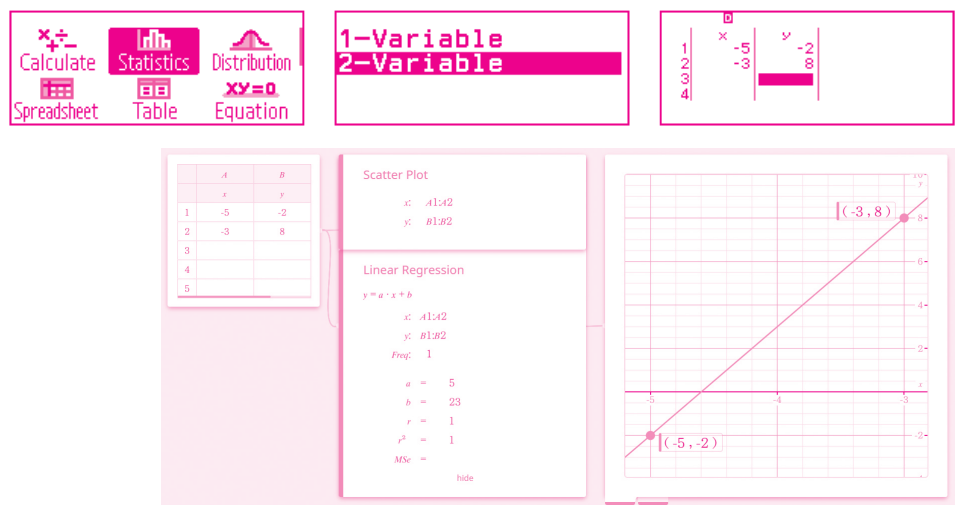 Calculate Statistics Distribution
XY=0
Spreadsheet Table Equation
1-Variable
2-Variable
D
x y
1 -5 -2
2 -3 8
3
4
A B
x y
1 -5 -2
2 -3 8
3
4
5
Scatter Plot
x: A1:A2
y: B1:B2
Linear Regression
y = a · x + b
x: A1:A2
y: B1:B2
Freq: 1
a = 5
b = 23
r = 1
r² = 1
MSe =
hide
10
y
(-3, 8)
8
6
4
2
x
-5 -4 -3
-2
(-5, -2)